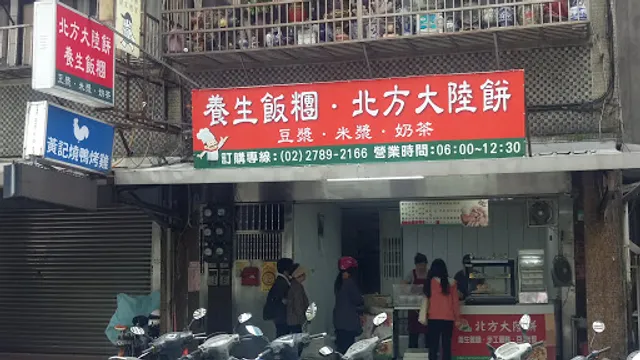 北方大陸餅
養生飯糰
豆漿·米漿·奶茶
黃記燒鴨烤雞
養生飯糰·北方大陸餅
豆漿·米漿·奶茶
訂購專線:(02)2789-2166 營業時間:06:00~12:30
北方大陸餅